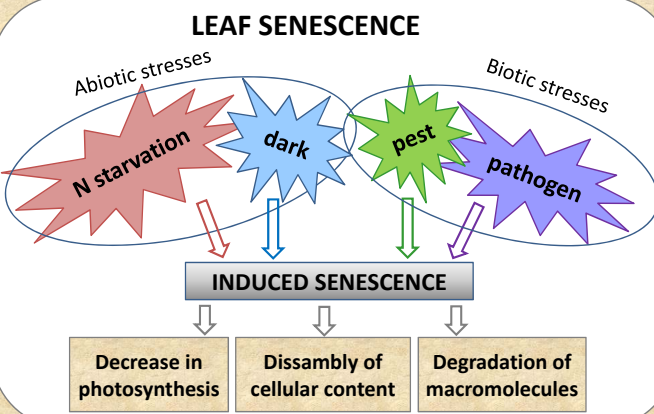 LEAF SENESCENCE
Abiotic stresses
Biotic stresses
N starvation
dark
pest
pathogen
INDUCED SENESCENCE
Decrease in
photosynthesis
Dissambly of
cellular content
Degradation of
macromolecules